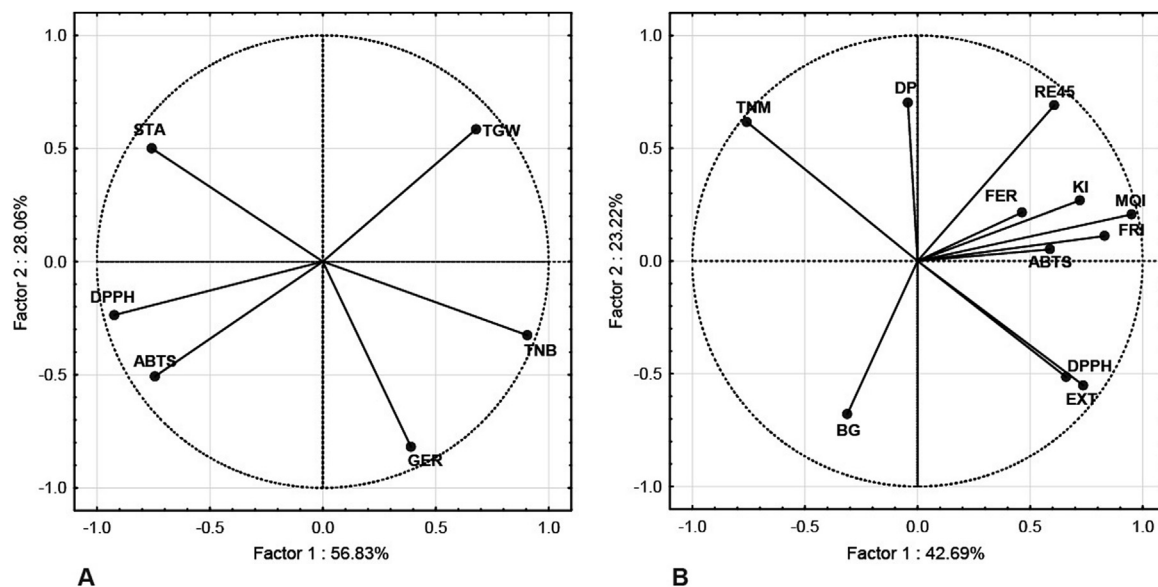 1.0
0.5
0.0
-0.5
-1.0
-1.0 -0.5 0.0 0.5 1.0
Factor 2 : 28.06%
Factor 1 : 56.83%
STA
TGW
DPPH
ABTS
TNB
GER
A
1.0
0.5
0.0
-0.5
-1.0
-1.0 -0.5 0.0 0.5 1.0
Factor 2 : 23.22%
Factor 1 : 42.69%
TNM
DP
RE45
FER
KI
MQI
FRI
ABTS
DPPH
EXT
BG
B